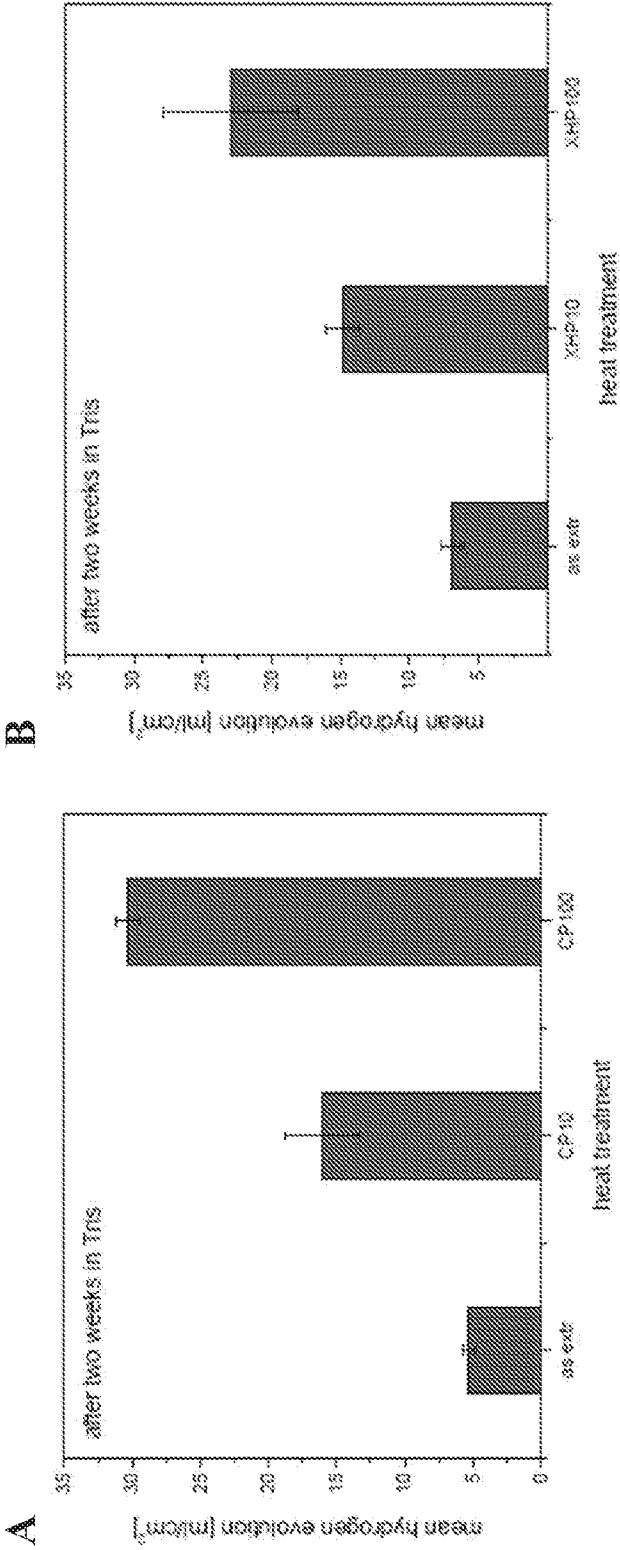 A
after two weeks in Tris
mean hydrogen evolution [ml/cm²]
35
30
25
20
15
10
5
0
as extr
CP10
CP100
heat treatment
B
after two weeks in Tris
mean hydrogen evolution [ml/cm²]
35
30
25
20
15
10
5
as extr
XHP10
XHP100
heat treatment